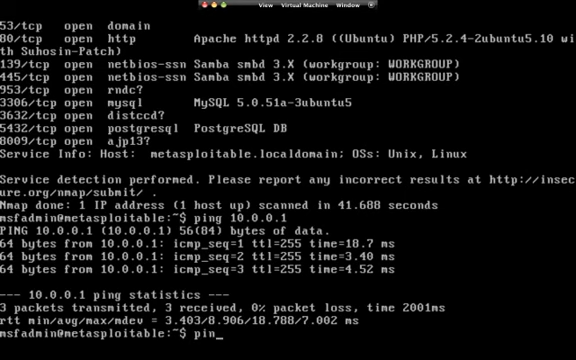 View Virtual Machine Window
53/tcp open domain
80/tcp open http Apache httpd 2.2.8 ((Ubuntu) PHP/5.2.4-2ubuntu5.10 wi
th Suhosin-Patch)
139/tcp open netbios-ssn Samba smbd 3.X (workgroup: WORKGROUP)
445/tcp open netbios-ssn Samba smbd 3.X (workgroup: WORKGROUP)
953/tcp open rndc?
3306/tcp open mysql MySQL 5.0.51a-3ubuntu5
3632/tcp open distccd?
5432/tcp open postgresql PostgreSQL DB
8009/tcp open ajp13?
Service Info: Host: metasploitable.localdomain; OSs: Unix, Linux
Service detection performed. Please report any incorrect results at http://insec
ure.org/nmap/submit/ .
Nmap done: 1 IP address (1 host up) scanned in 41.688 seconds
msfadmin@metasploitable:~$ ping 10.0.0.1
PING 10.0.0.1 (10.0.0.1) 56(84) bytes of data.
64 bytes from 10.0.0.1: icmp_seq=1 ttl=255 time=18.7 ms
64 bytes from 10.0.0.1: icmp_seq=2 ttl=255 time=3.40 ms
64 bytes from 10.0.0.1: icmp_seq=3 ttl=255 time=4.52 ms
--- 10.0.0.1 ping statistics ---
3 packets transmitted, 3 received, 0% packet loss, time 2001ms
rtt min/avg/max/mdev = 3.403/8.906/18.788/7.002 ms
msfadmin@metasploitable:~$ pin_